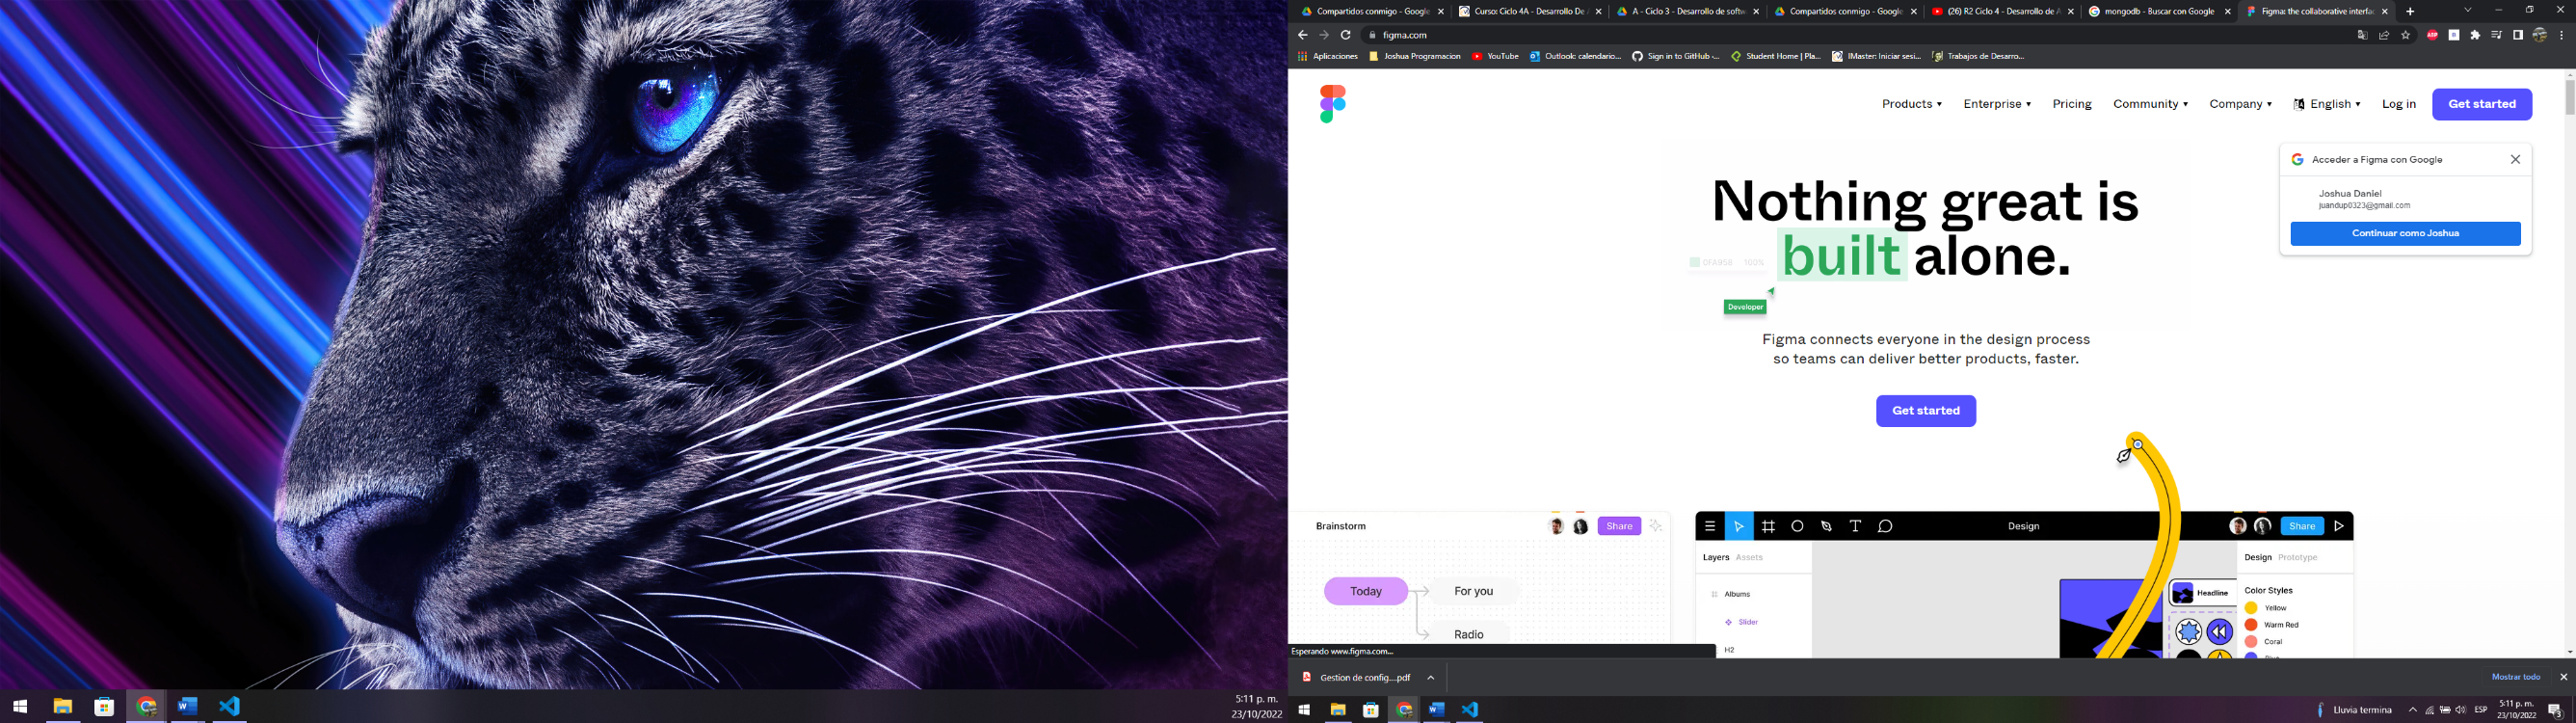 5:11 p. m.
23/10/2022
Compartidos conmigo - Google
Curso: Ciclo 4A - Desarrollo De
A - Ciclo 3 - Desarrollo de softw
Compartidos conmigo - Google
(26) R2 Ciclo 4 - Desarrollo de A
mongodb - Buscar con Google
Figma: the collaborative interfac
figma.com
Aplicaciones
Joshua Programacion
YouTube
Outlook: calendario...
Sign in to GitHub ·...
Student Home | Pla...
IMaster: Iniciar sesi...
Trabajos de Desarro...
Products
Enterprise
Pricing
Community
Company
English
Log in
Get started
Acceder a Figma con Google
Joshua Daniel
juandup0323@gmail.com
Continuar como Joshua
Nothing great is
built alone.
0FA958 100%
Developer
Figma connects everyone in the design process
so teams can deliver better products, faster.
Get started
Brainstorm
Share
Today
For you
Radio
Design
Share
Layers Assets
Albums
Slider
H2
Headline
Design Prototype
Color Styles
Yellow
Warm Red
Coral
Esperando www.figma.com...
Gestion de config....pdf
Mostrar todo
Lluvia termina
ESP
5:11 p. m.
23/10/2022
3